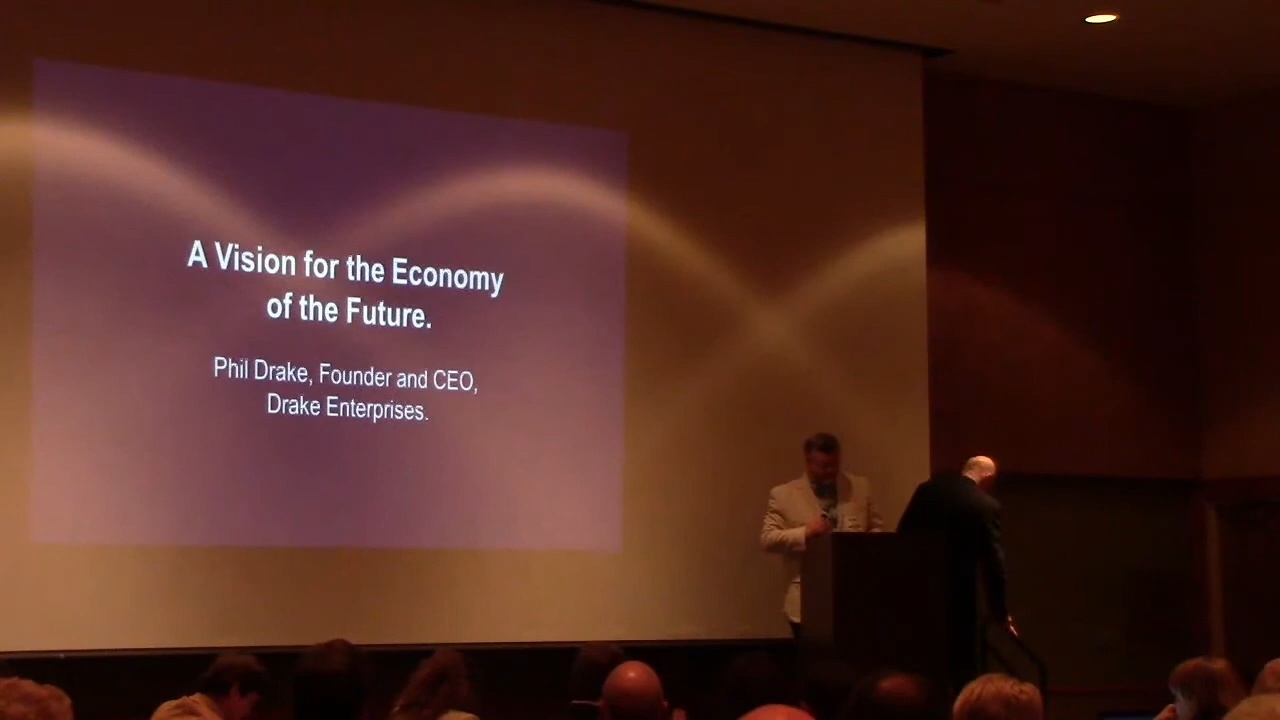 A Vision for the Economy
of the Future.
Phil Drake, Founder and CEO,
Drake Enterprises.